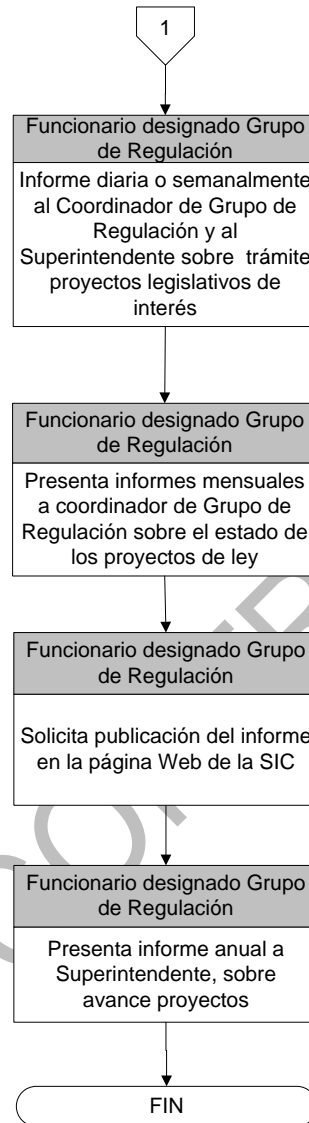 1
Funcionario designado Grupo
de Regulación
Informe diaria o semanalmente
al Coordinador de Grupo de
Regulación y al
Superintendente sobre trámite
proyectos legislativos de
interés
Funcionario designado Grupo
de Regulación
Presenta informes mensuales
a coordinador de Grupo de
Regulación sobre el estado de
los proyectos de ley
Funcionario designado Grupo
de Regulación
Solicita publicación del informe
en la página Web de la SIC
Funcionario designado Grupo
de Regulación
Presenta informe anual a
Superintendente, sobre
avance proyectos
FIN